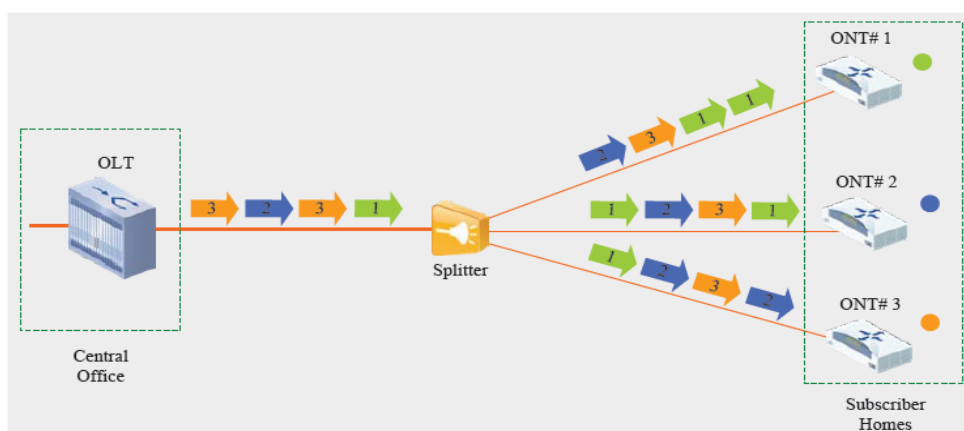 ONT# 1
OLT
2 3 1 1
3 2 3 1
1 2 3 1
ONT# 2
1 2 3 2
Splitter
ONT# 3
Central
Office
Subscriber
Homes